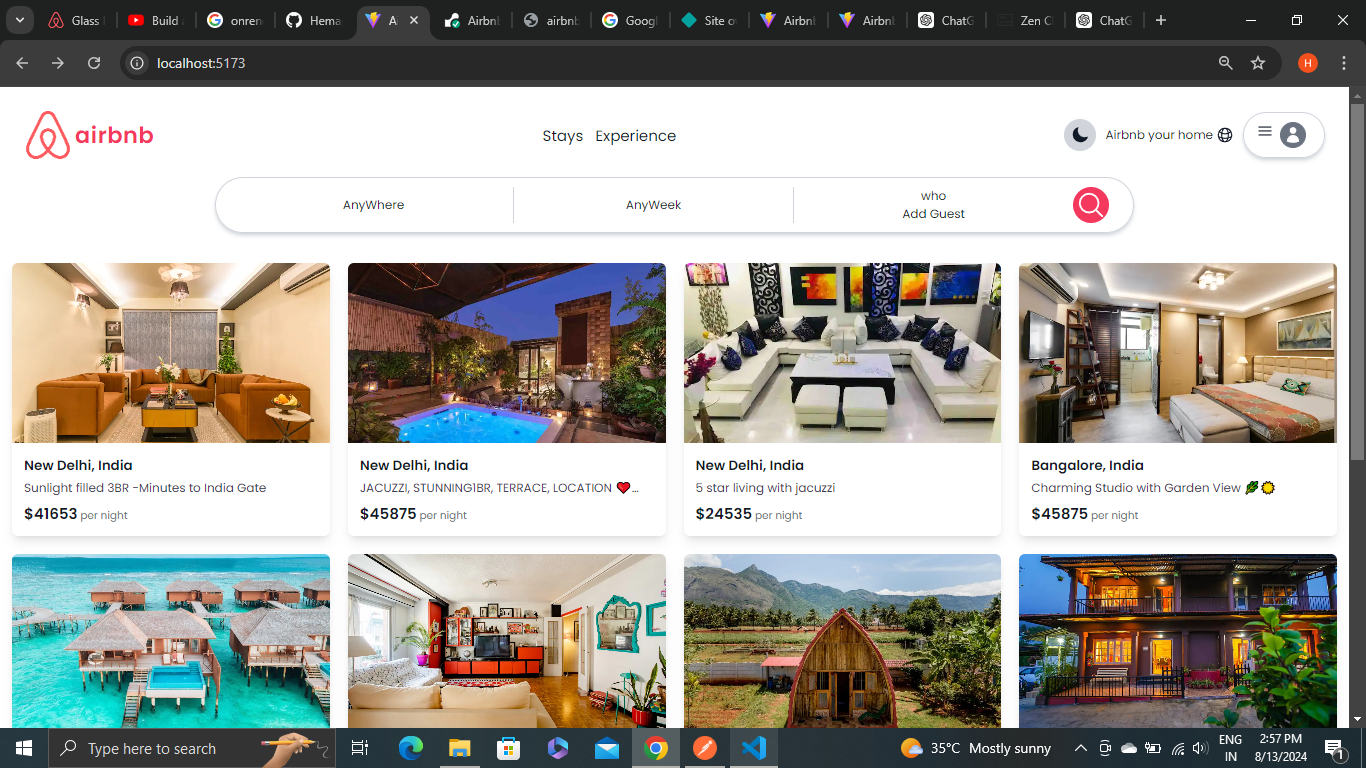 Glass
Build
onren
Hema
A
Airbnb
airbnb
Googl
Site o
Airbnb
Airbnb
ChatG
Zen C
ChatG
localhost:5173
H
airbnb
Stays Experience
Airbnb your home
AnyWhere
AnyWeek
who
Add Guest
New Delhi, India
Sunlight filled 3BR -Minutes to India Gate
$41653 per night
New Delhi, India
JACUZZI, STUNNING1BR, TERRACE, LOCATION ❤️...
$45875 per night
New Delhi, India
5 star living with jacuzzi
$24535 per night
Bangalore, India
Charming Studio with Garden View 🌿🌞
$45875 per night
Type here to search
35°C Mostly sunny
ENG
IN
2:57 PM
8/13/2024
1